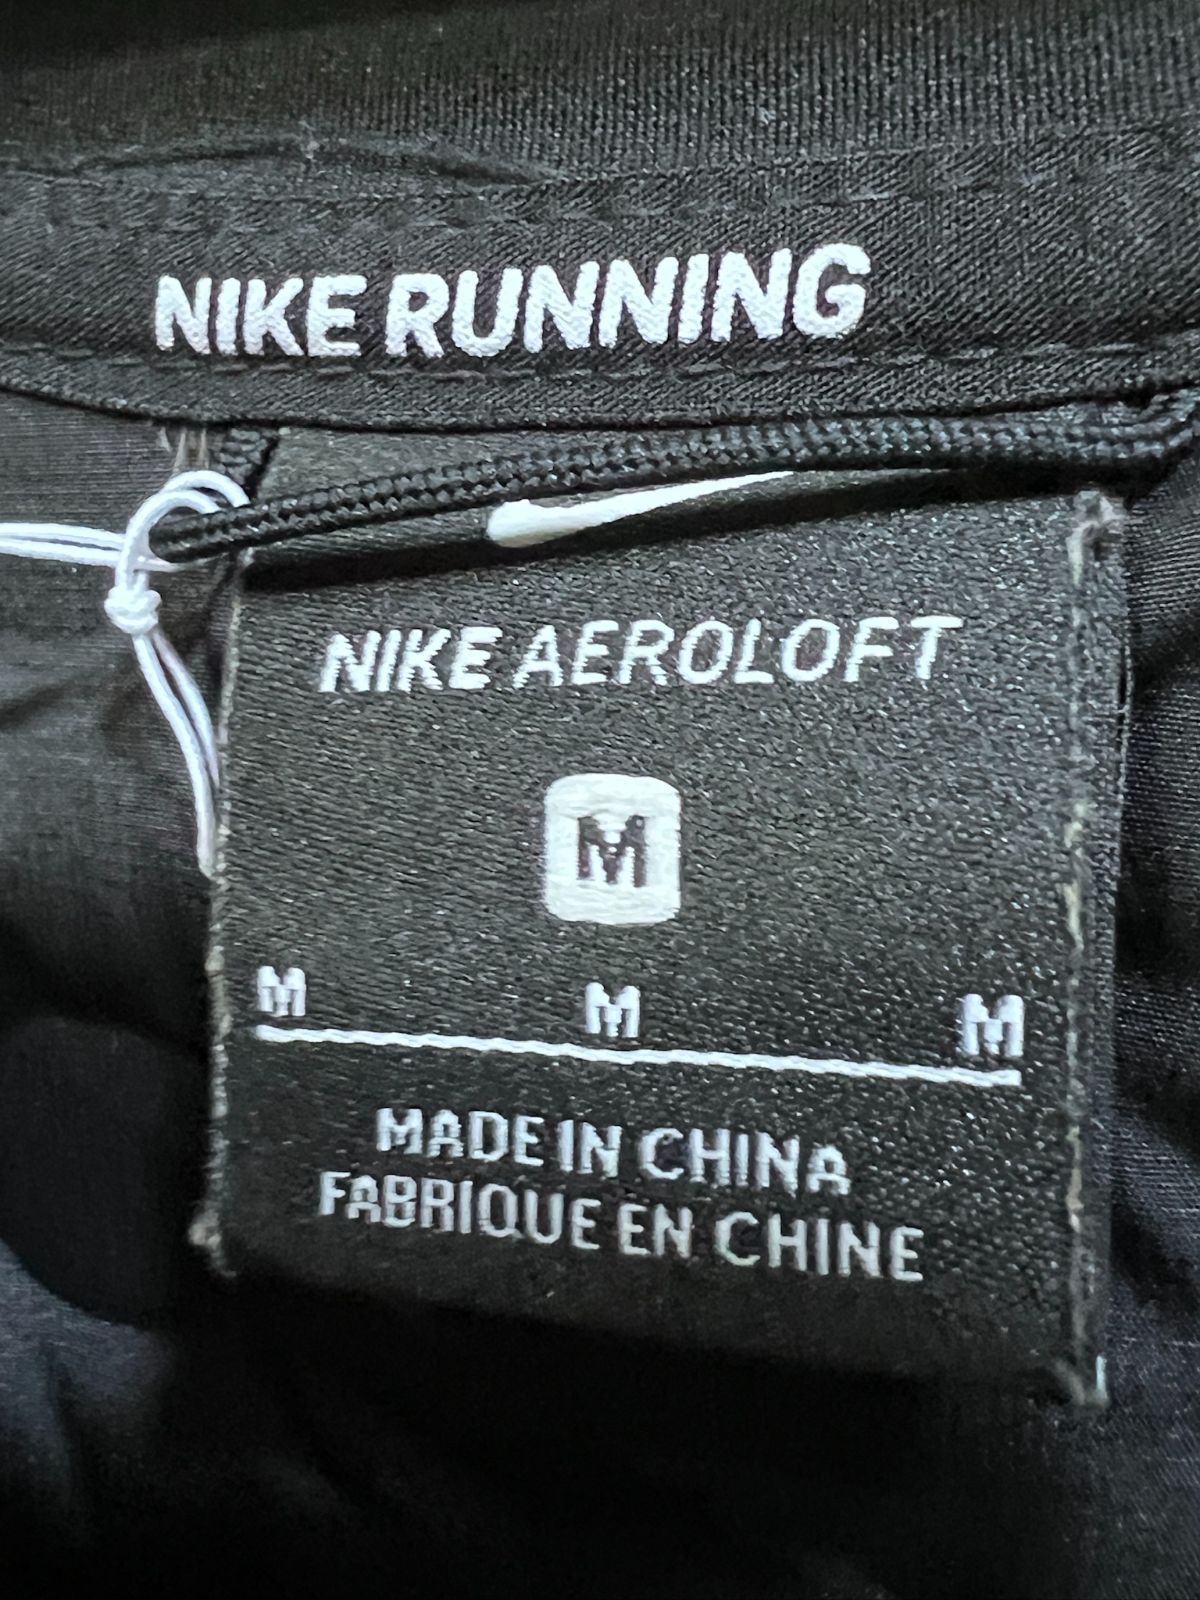 NIKE RUNNING
NIKE AEROLOFT
M
M M M
MADE IN CHINA
FABRIQUE EN CHINE